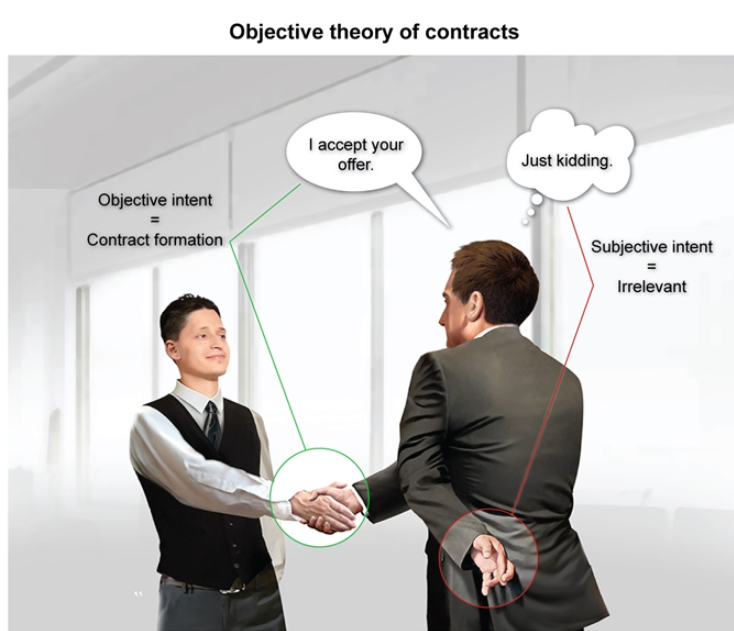 Objective theory of contracts
I accept your
offer.
Just kidding.
Objective intent
=
Contract formation
Subjective intent
=
Irrelevant